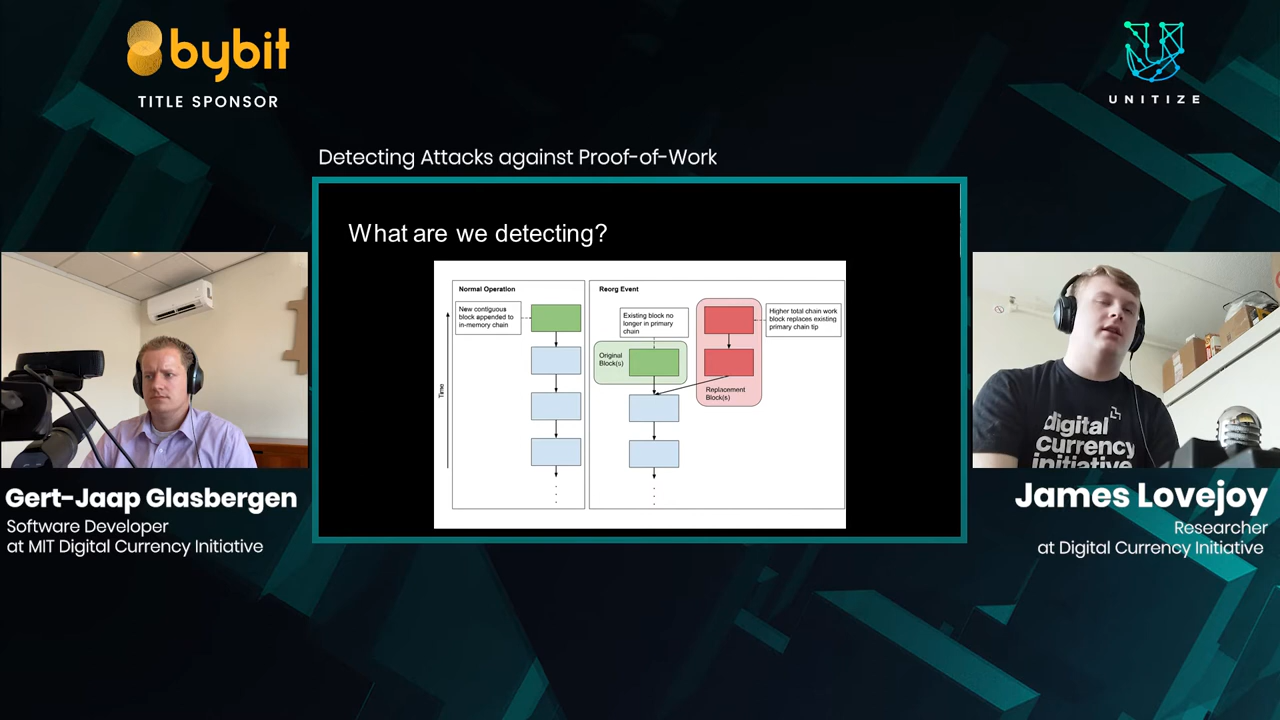 bybit
TITLE SPONSOR
UNITIZE
Detecting Attacks against Proof-of-Work
What are we detecting?
Normal Operation
New contiguous
block appended to
in-memory chain
Time
Reorg Event
Existing block no
longer in primary
chain
Higher total chain work
block replaces existing
primary chain tip
Original
Block(s)
Replacement
Block(s)
digital
currency
initiative
Gert-Jaap Glasbergen
Software Developer
at MIT Digital Currency Initiative
James Lovejoy
Researcher
at Digital Currency Initiative